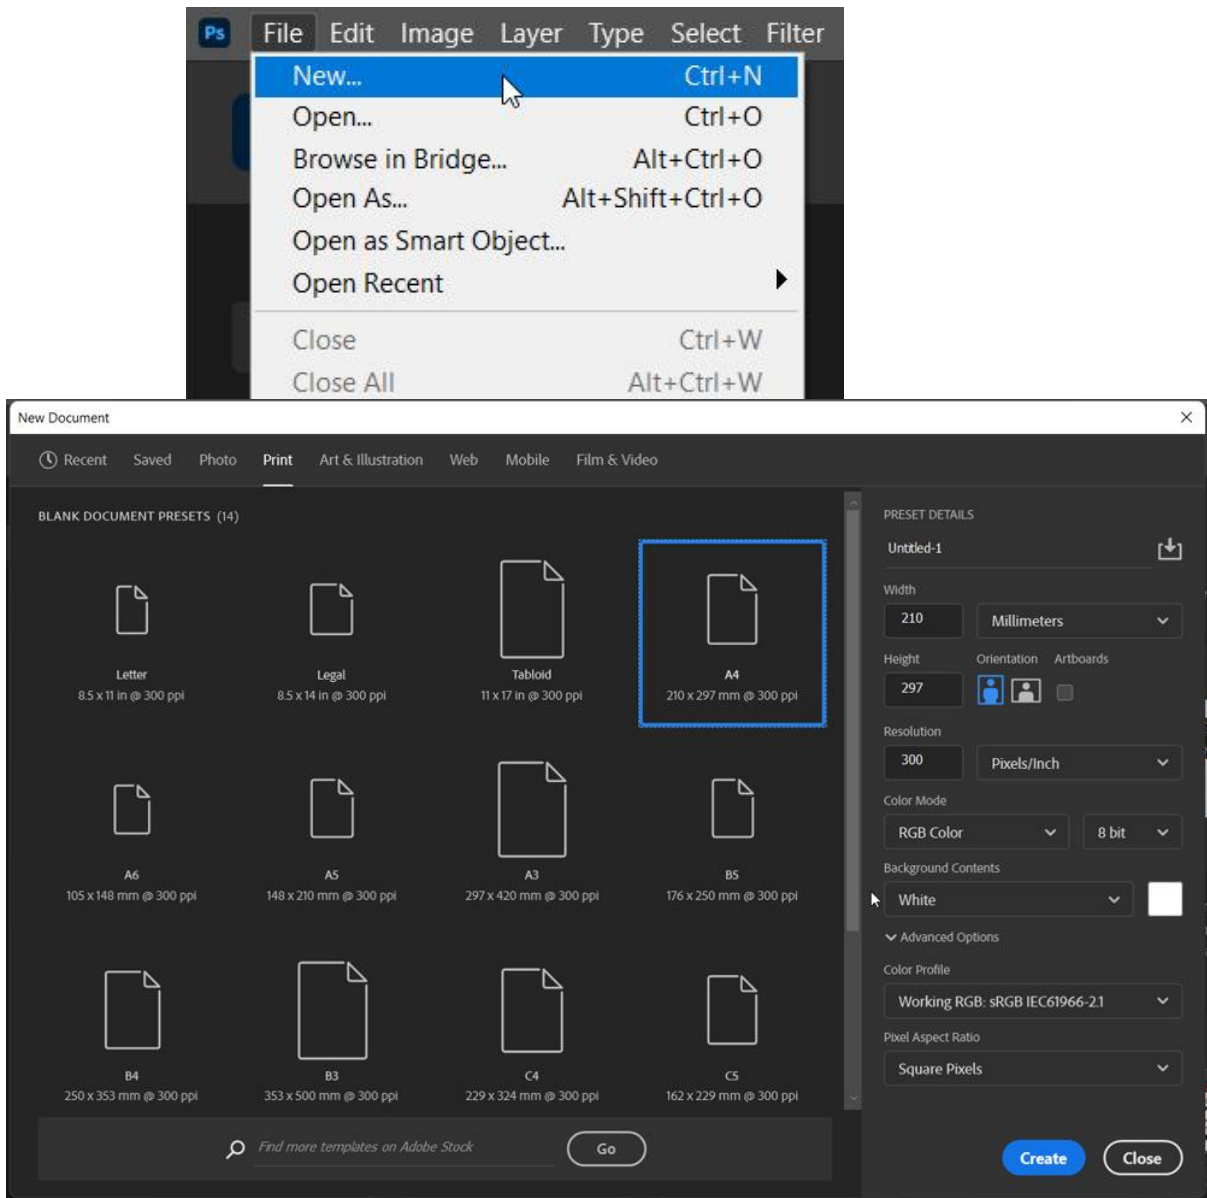 Ps File Edit Image Layer Type Select Filter
New... Ctrl+N
Open... Ctrl+O
Browse in Bridge... Alt+Ctrl+O
Open As... Alt+Shift+Ctrl+O
Open as Smart Object...
Open Recent
Close Ctrl+W
Close All Alt+Ctrl+W
New Document
Recent Saved Photo Print Art & Illustration Web Mobile Film & Video
BLANK DOCUMENT PRESETS (14)
Letter
8.5 x 11 in @ 300 ppi
Legal
8.5 x 14 in @ 300 ppi
Tabloid
11 x 17 in @ 300 ppi
A4
210 x 297 mm @ 300 ppi
A6
105 x 148 mm @ 300 ppi
A5
148 x 210 mm @ 300 ppi
A3
297 x 420 mm @ 300 ppi
B5
176 x 250 mm @ 300 ppi
B4
250 x 353 mm @ 300 ppi
B3
353 x 500 mm @ 300 ppi
C4
229 x 324 mm @ 300 ppi
C5
162 x 229 mm @ 300 ppi
Find more templates on Adobe Stock
Go
PRESET DETAILS
Untitled-1
Width
210 Millimeters
Height Orientation Artboards
297
Resolution
300 Pixels/Inch
Color Mode
RGB Color 8 bit
Background Contents
White
Advanced Options
Color Profile
Working RGB: sRGB IEC61966-2.1
Pixel Aspect Ratio
Square Pixels
Create Close